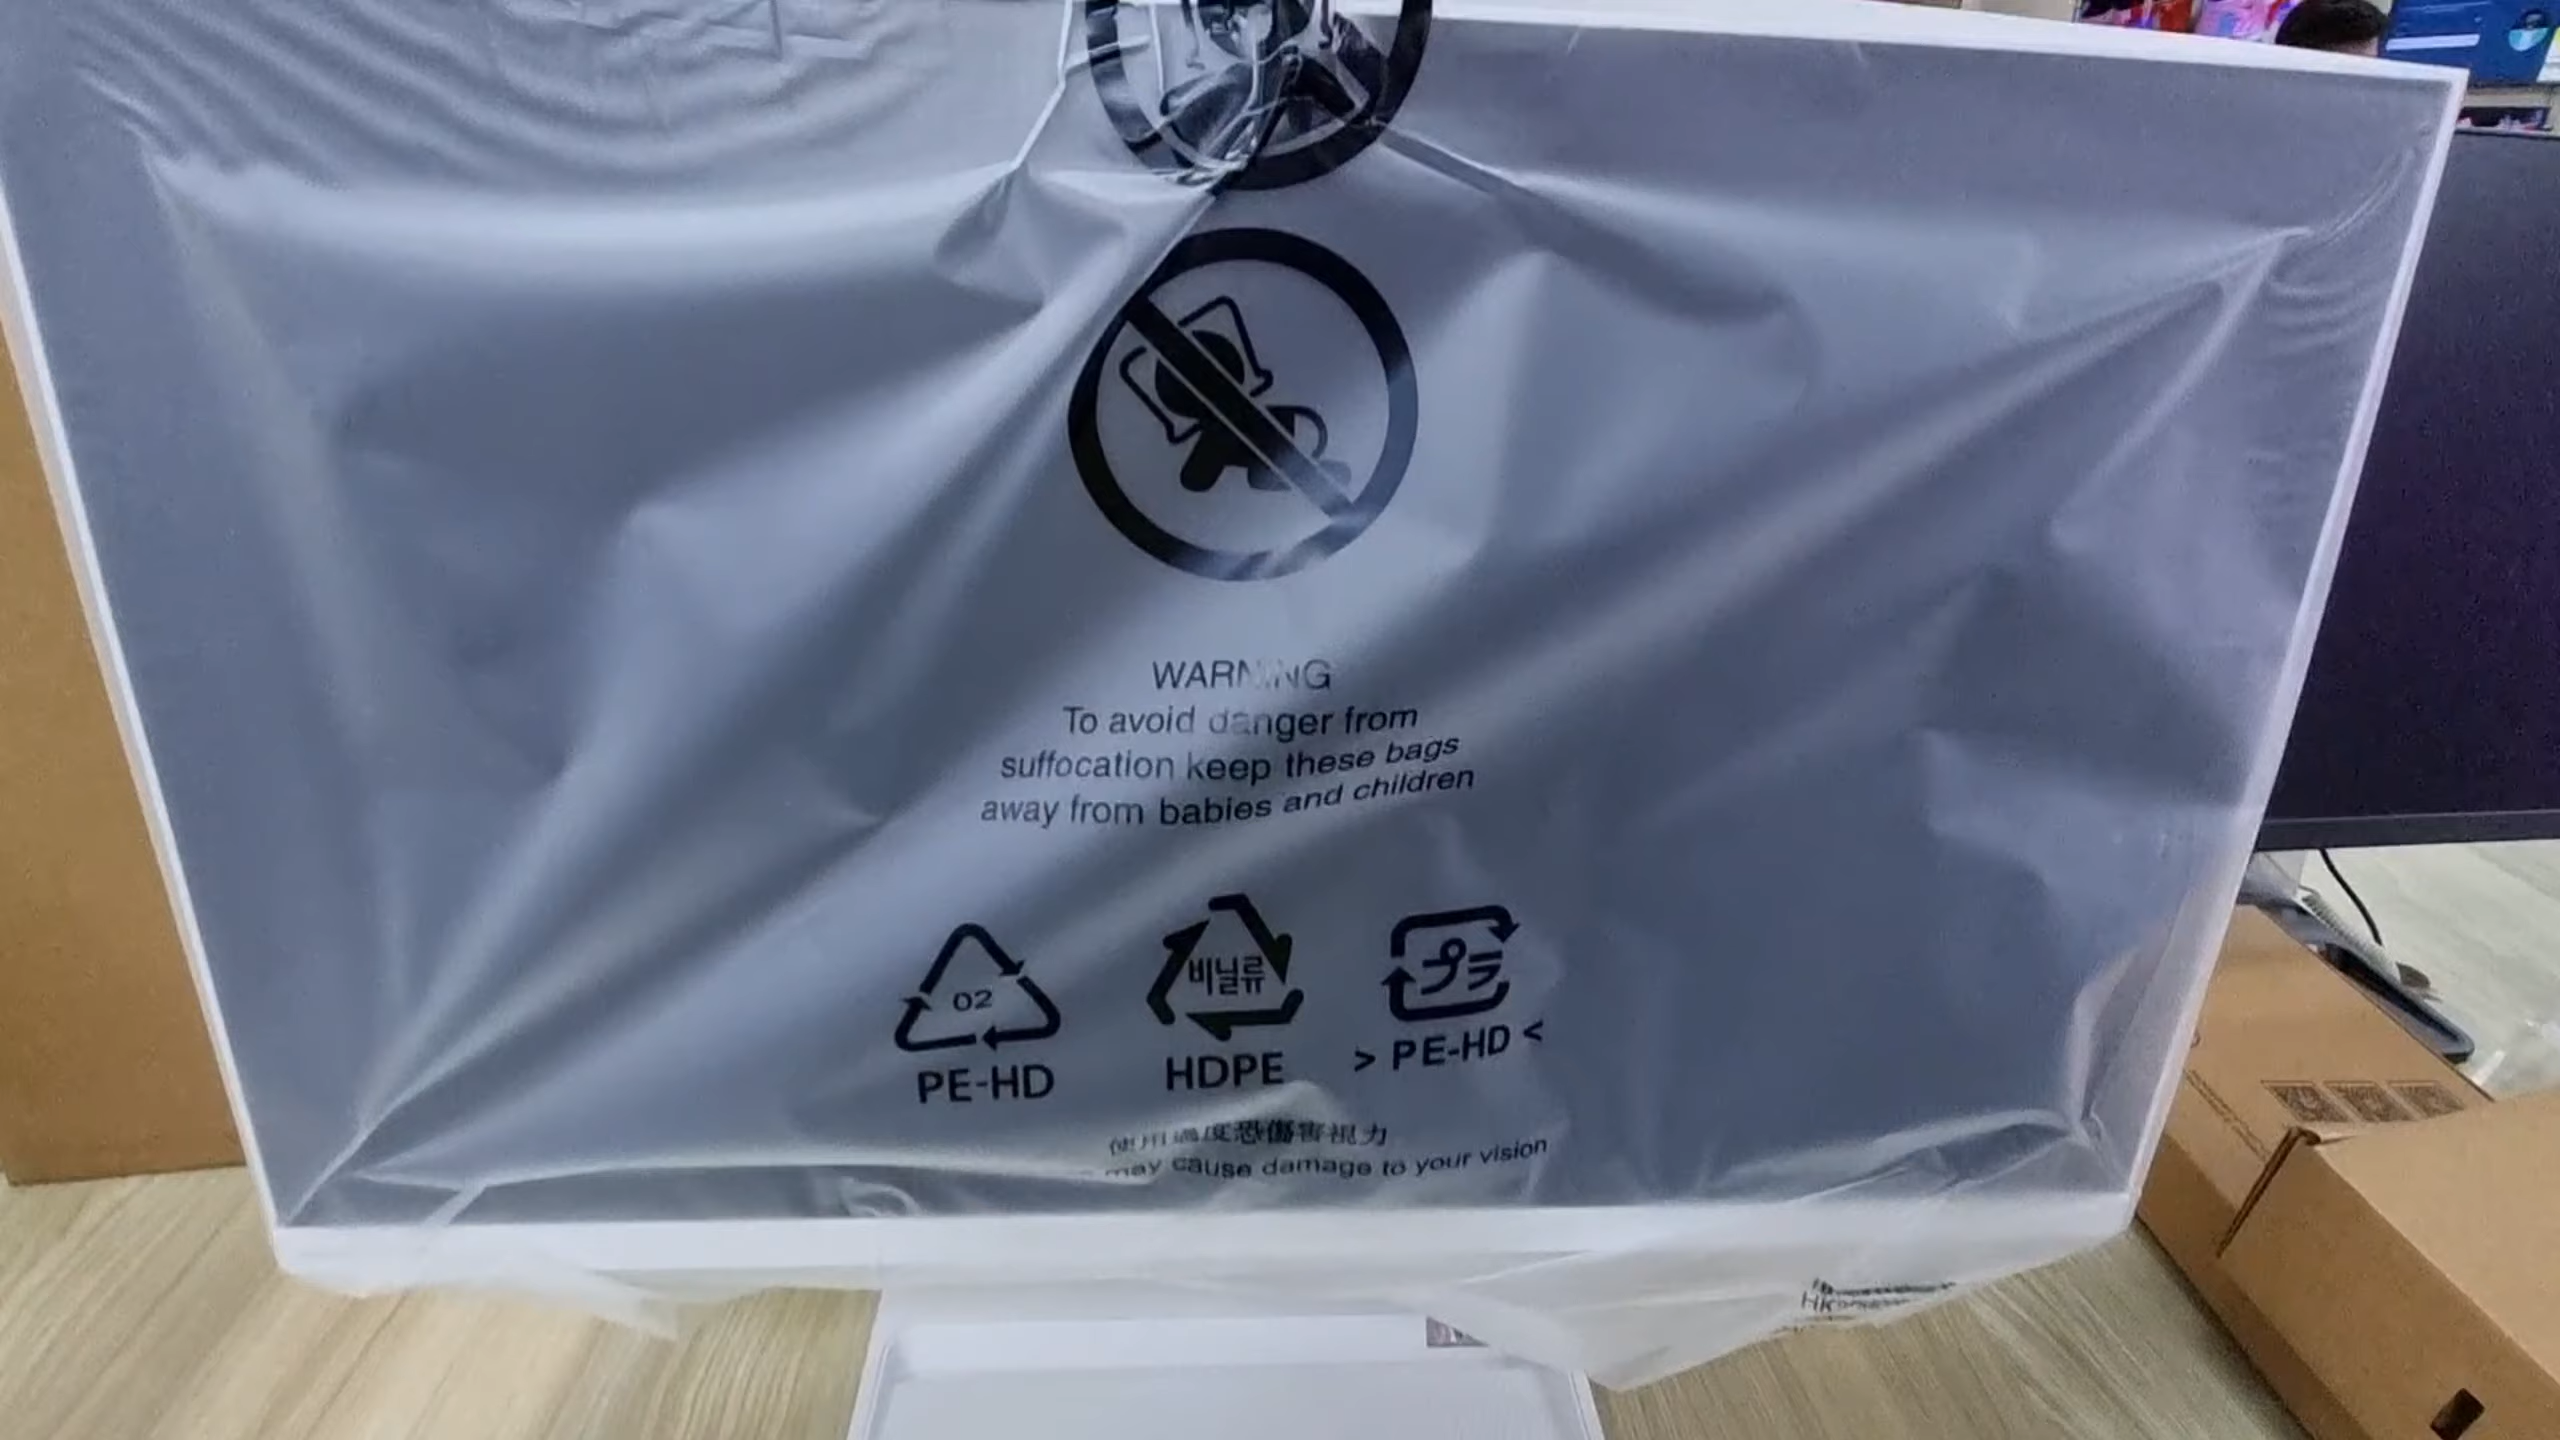 WARNING
To avoid danger from
suffocation keep these bags
away from babies and children
02
PE-HD
비닐류
HDPE
プラ
> PE-HD <
使用過度恐傷害視力
may cause damage to your vision